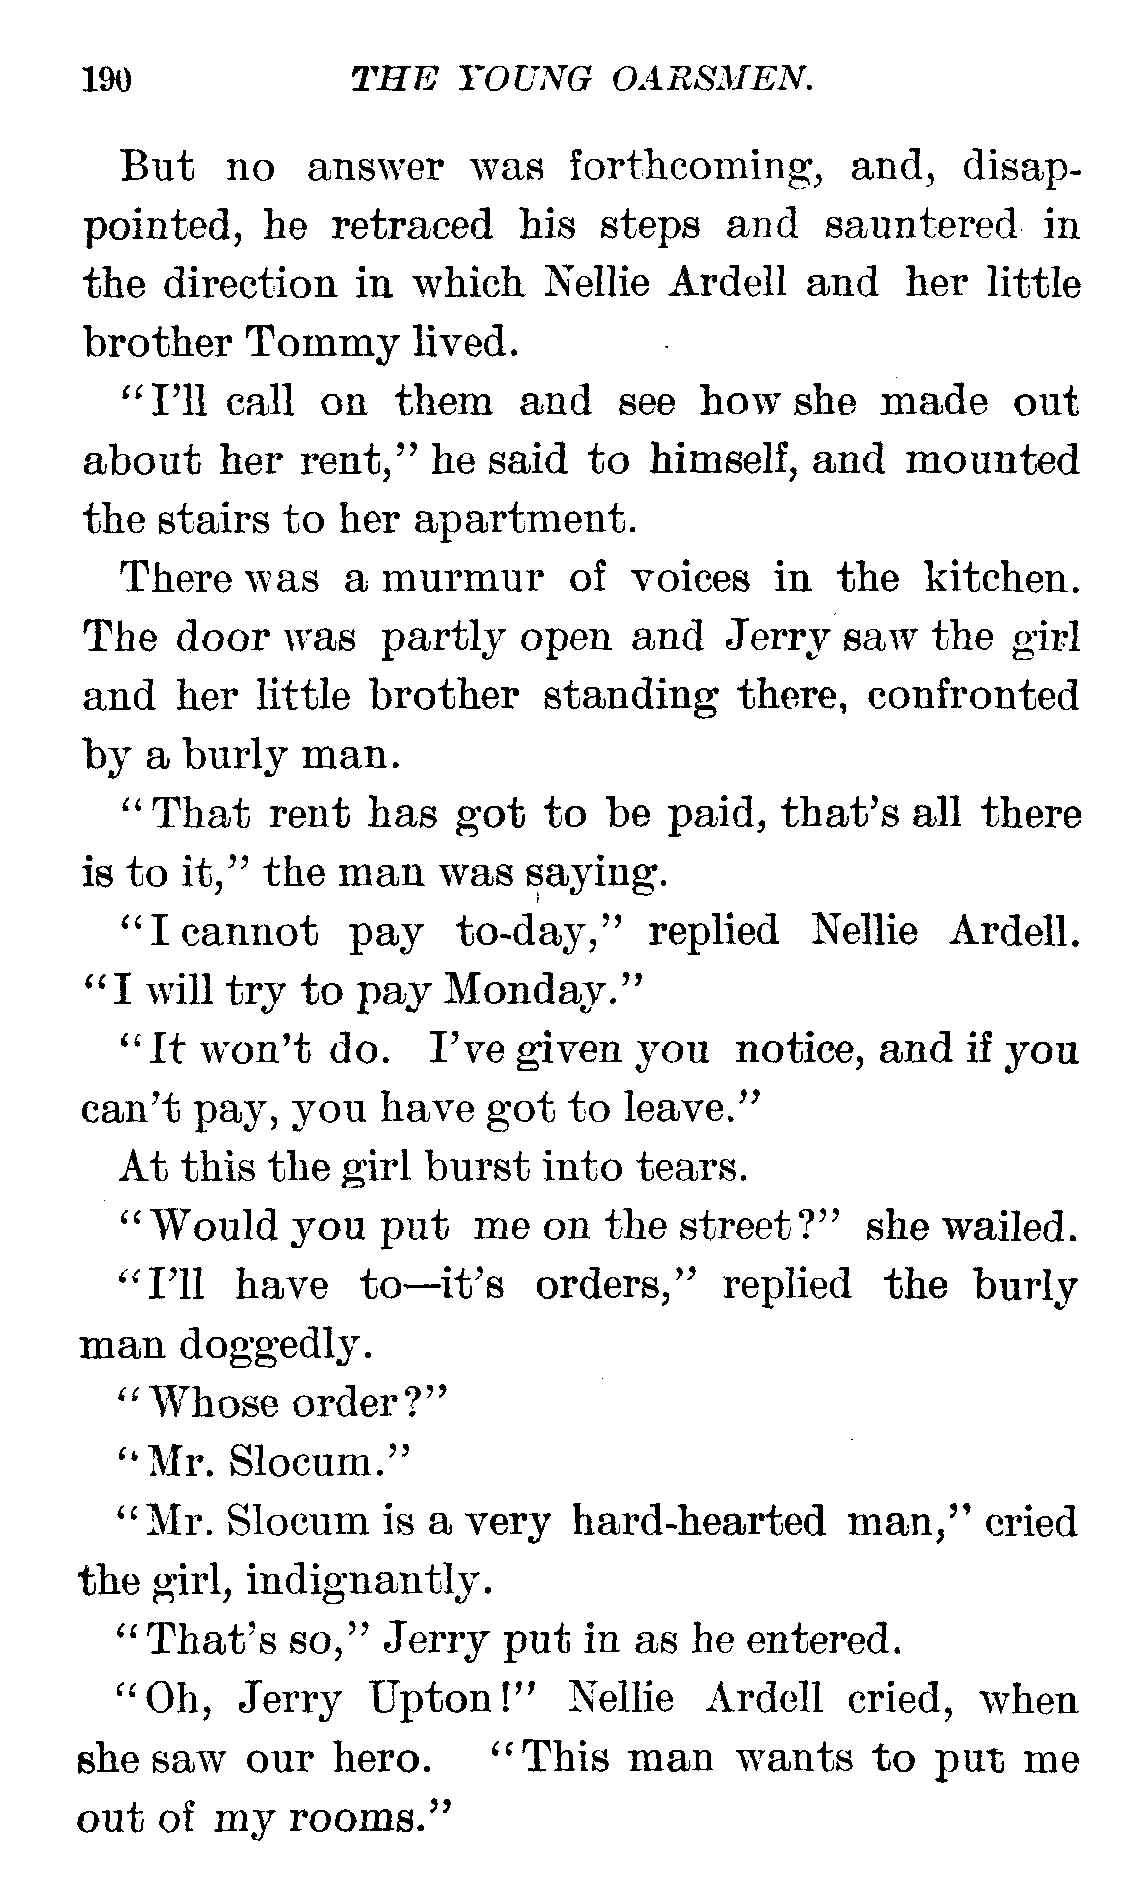 190 THE YOUNG OARSMEN.
But no answer was forthcoming, and, disap-
pointed, he retraced his steps and sauntered in
the direction in which Nellie Ardell and her little
brother Tommy lived.
“I’ll call on them and see how she made out
about her rent,” he said to himself, and mounted
the stairs to her apartment.
There was a murmur of voices in the kitchen.
The door was partly open and Jerry saw the girl
and her little brother standing there, confronted
by a burly man.
“That rent has got to be paid, that’s all there
is to it,” the man was saying.
“I cannot pay to-day,” replied Nellie Ardell.
“I will try to pay Monday.”
“It won’t do. I’ve given you notice, and if you
can’t pay, you have got to leave.”
At this the girl burst into tears.
“Would you put me on the street?” she wailed.
“I’ll have to—it’s orders,” replied the burly
man doggedly.
“Whose order?”
“Mr. Slocum.”
“Mr. Slocum is a very hard-hearted man,” cried
the girl, indignantly.
“That’s so,” Jerry put in as he entered.
“Oh, Jerry Upton!” Nellie Ardell cried, when
she saw our hero. “This man wants to put me
out of my rooms.”